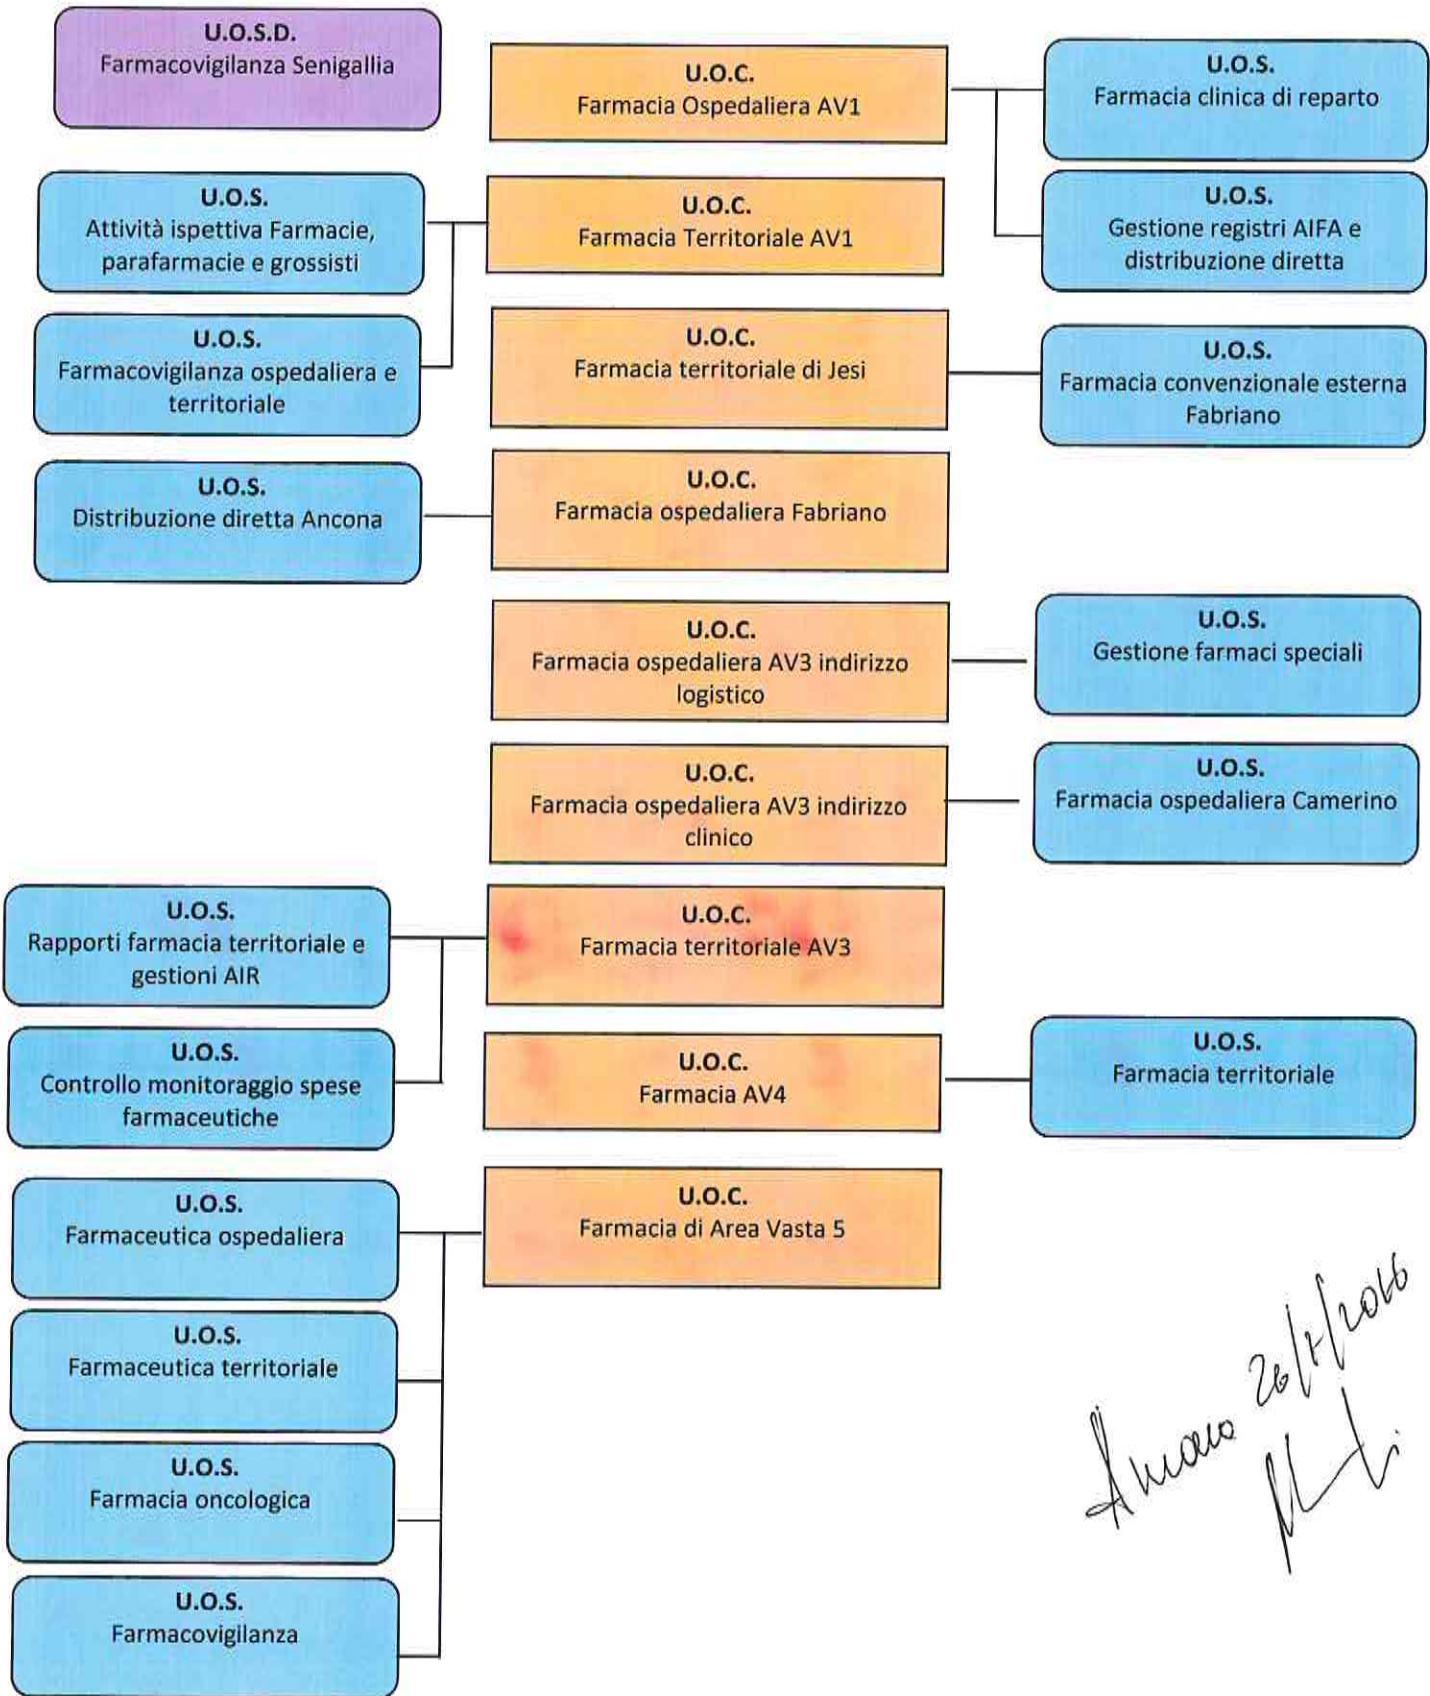 U.O.S.D.
Farmacovigilanza Senigallia
U.O.C.
Farmacia Ospedaliera AV1
U.O.S.
Farmacia clinica di reparto
U.O.S.
Gestione registri AIFA e
distribuzione diretta
U.O.S.
Attività ispettiva Farmacie,
parafarmacie e grossisti
U.O.C.
Farmacia Territoriale AV1
U.O.S.
Farmacovigilanza ospedaliera e
territoriale
U.O.C.
Farmacia territoriale di Jesi
U.O.S.
Farmacia convenzionale esterna
Fabriano
U.O.S.
Distribuzione diretta Ancona
U.O.C.
Farmacia ospedaliera Fabriano
U.O.C.
Farmacia ospedaliera AV3 indirizzo
logistico
U.O.S.
Gestione farmaci speciali
U.O.C.
Farmacia ospedaliera AV3 indirizzo
clinico
U.O.S.
Farmacia ospedaliera Camerino
U.O.S.
Rapporti farmacia territoriale e
gestioni AIR
U.O.C.
Farmacia territoriale AV3
U.O.S.
Controllo monitoraggio spese
farmaceutiche
U.O.C.
Farmacia AV4
U.O.S.
Farmacia territoriale
U.O.S.
Farmaceutica ospedaliera
U.O.C.
Farmacia di Area Vasta 5
U.O.S.
Farmaceutica territoriale
U.O.S.
Farmacia oncologica
U.O.S.
Farmacovigilanza